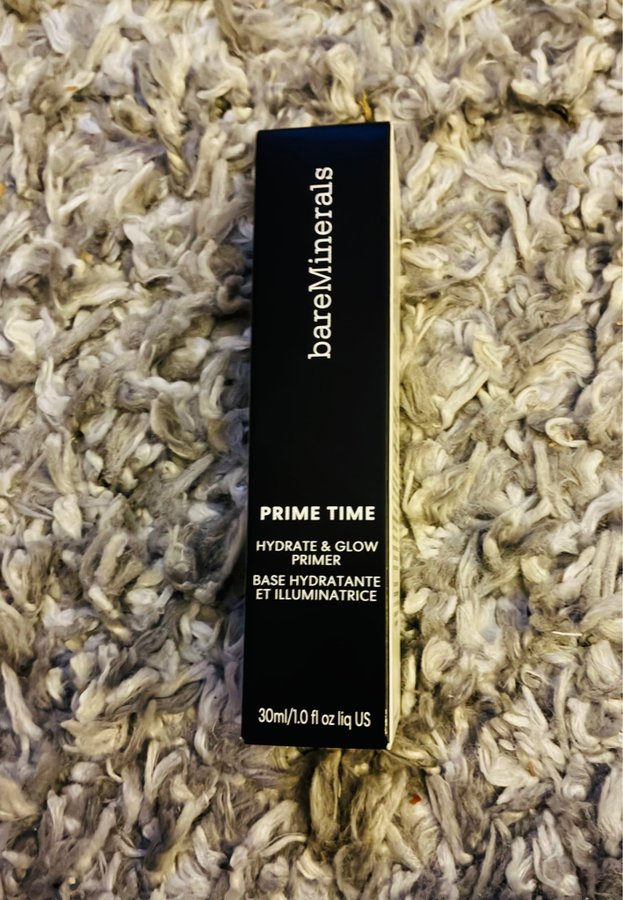 bareMinerals
PRIME TIME
HYDRATE & GLOW
PRIMER
BASE HYDRATANTE
ET ILLUMINATRICE
30ml/1.0 fl oz liq US